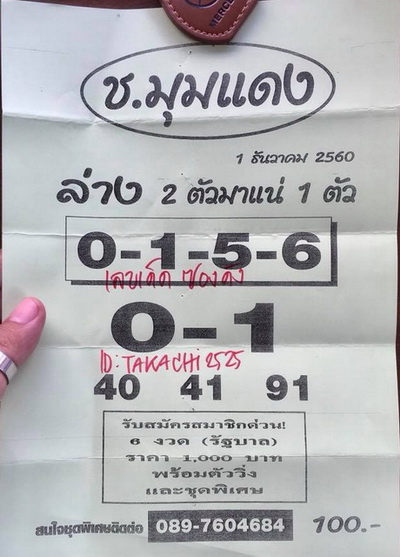 MERC
ช.มุมแดง
1 ธันวาคม 2560
ล่าง 2 ตัวมาแน่ 1 ตัว
0-1-5-6
เลขเด็ด ซองดัง
0-1
ID:TAKACHI2525
40 41 91
รับสมัครสมาชิกด่วน!
6 งวด (รัฐบาล)
ราคา 1,000 บาท
พร้อมตัววิ่ง
และชุดพิเศษ
สนใจชุดพิเศษติดต่อ 089-7604684 100.-